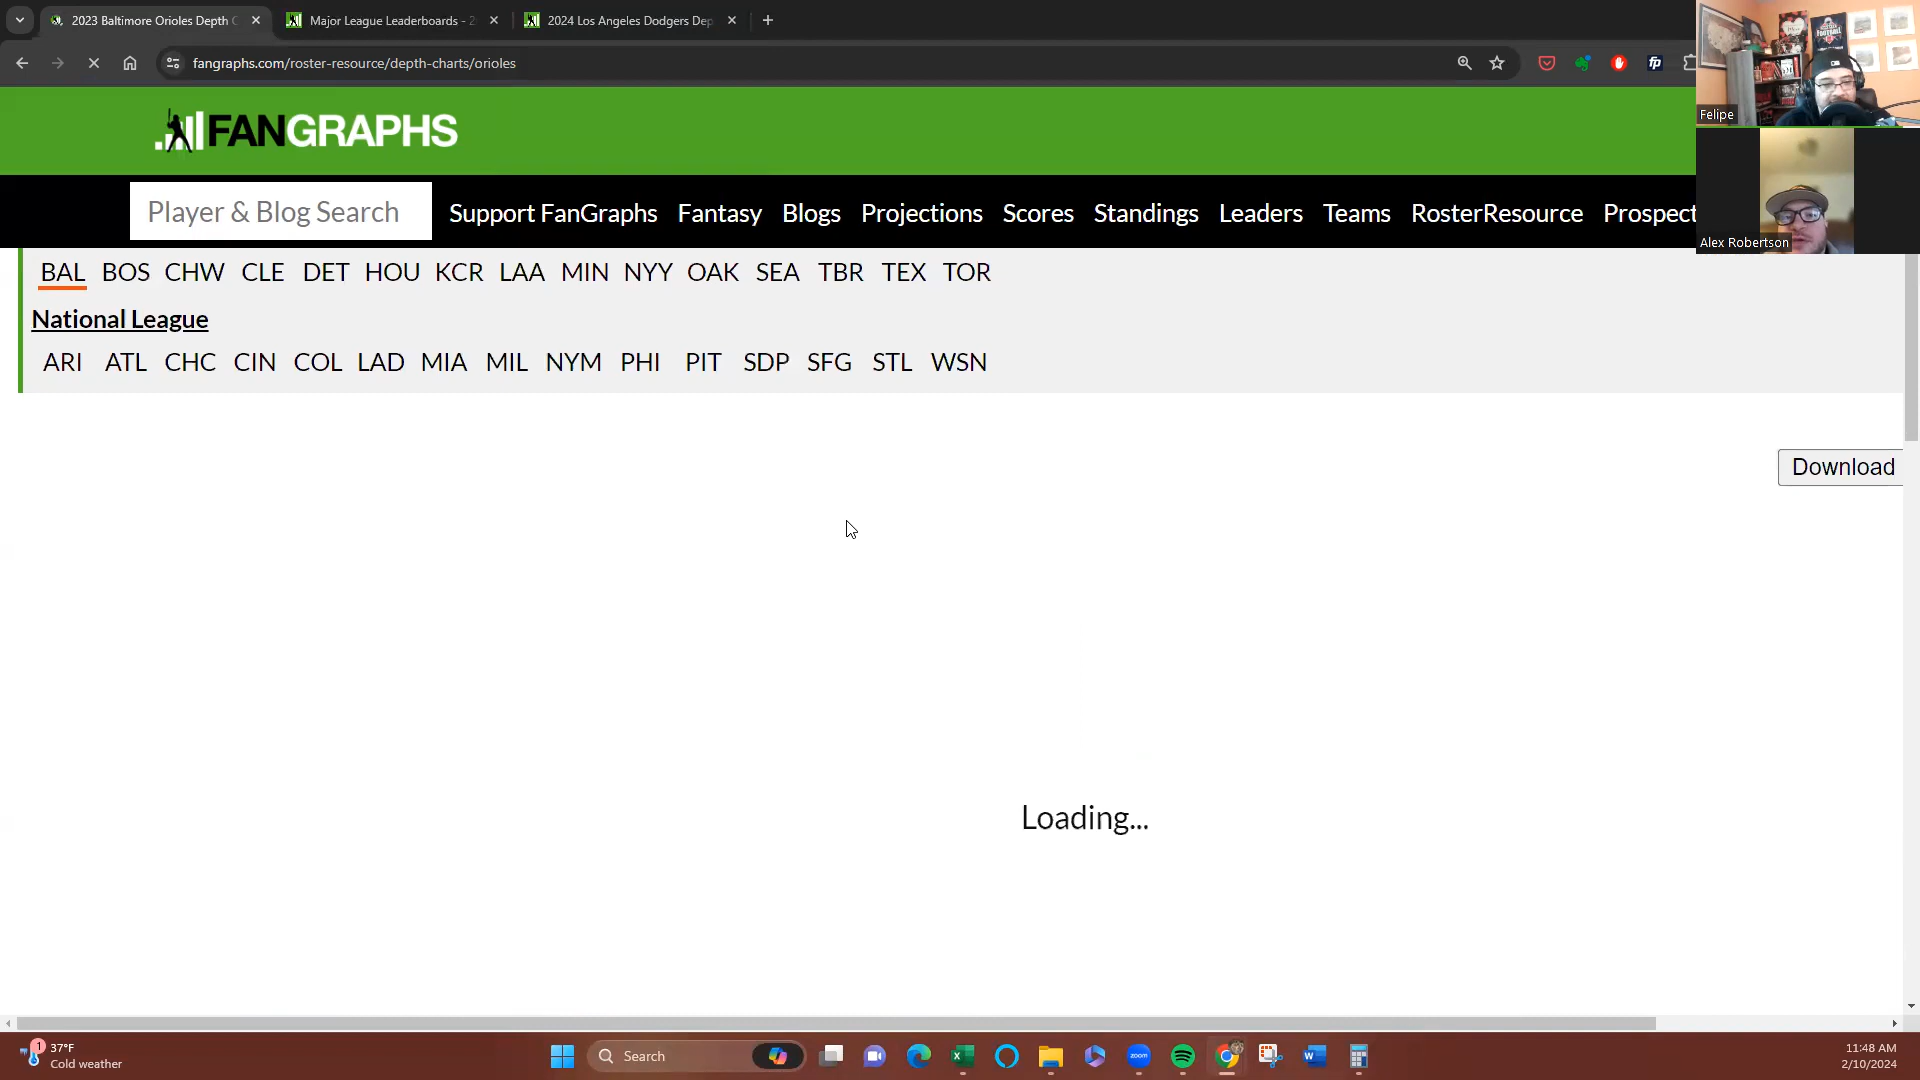 2023 Baltimore Orioles Depth C
Major League Leaderboards - 2
2024 Los Angeles Dodgers Dep
fangraphs.com/roster-resource/depth-charts/orioles
fp
FANGRAPHS
Player & Blog Search
Support FanGraphs Fantasy Blogs Projections Scores Standings Leaders Teams RosterResource Prospect
BAL BOS CHW CLE DET HOU KCR LAA MIN NYY OAK SEA TBR TEX TOR
National League
ARI ATL CHC CIN COL LAD MIA MIL NYM PHI PIT SDP SFG STL WSN
Download
Loading...
Felipe
Alex Robertson
1
37°F
Cold weather
Search
zoom
W
11:48 AM
2/10/2024